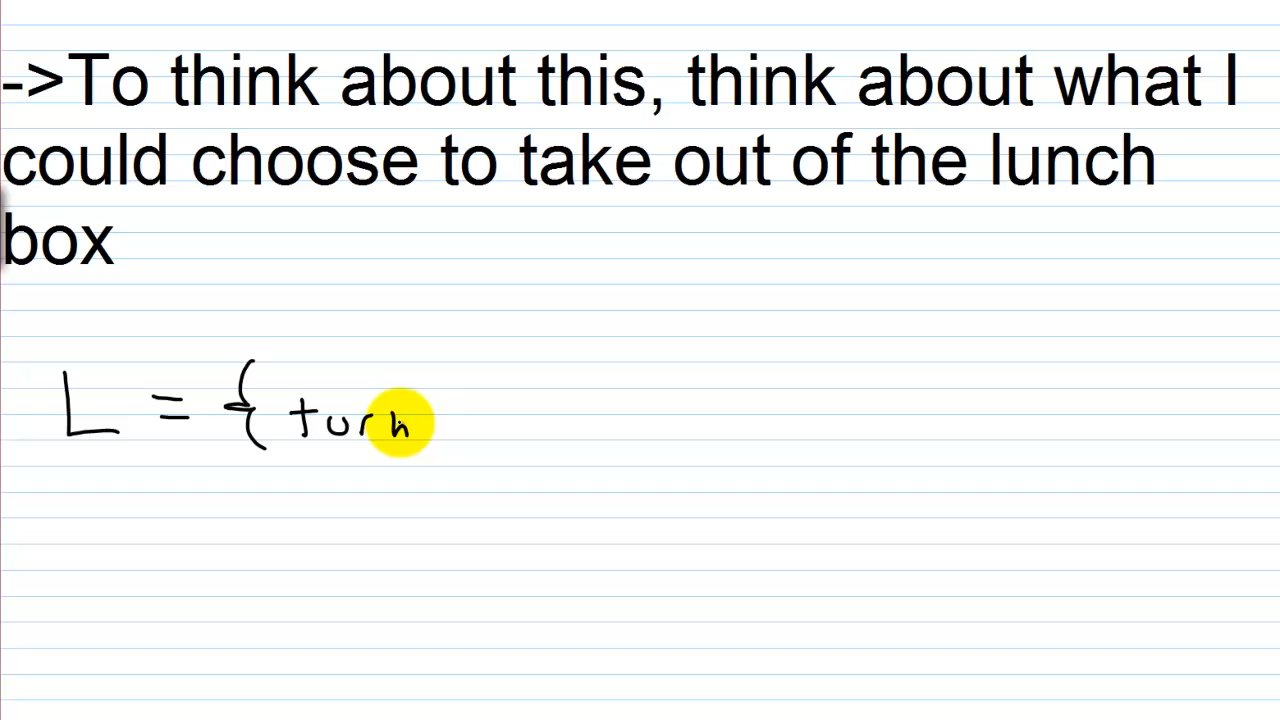 ->To think about this, think about what I
could choose to take out of the lunch
box
L = { turn